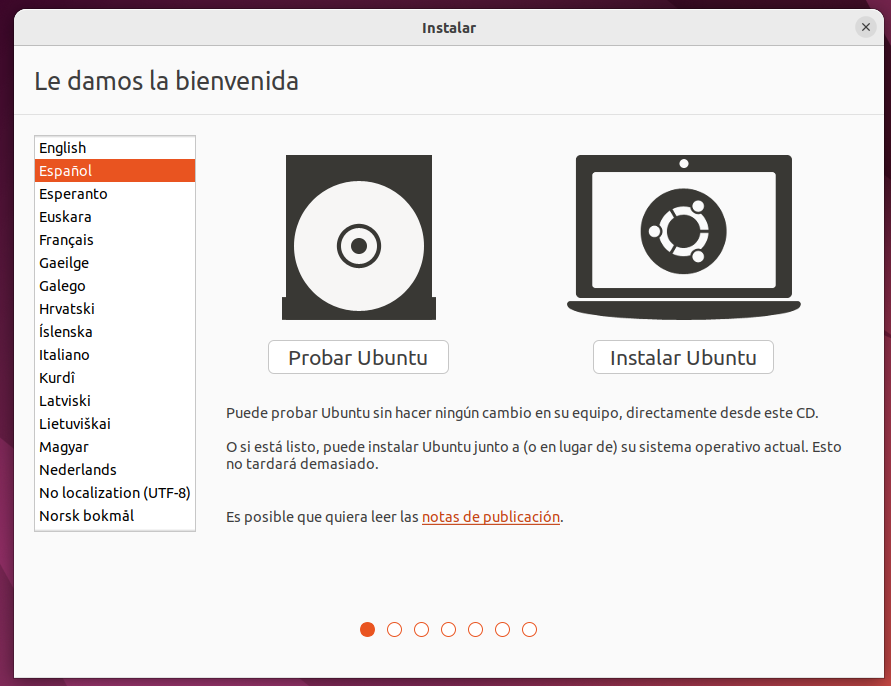 Instalar
Le damos la bienvenida
English
Español
Esperanto
Euskara
Français
Gaeilge
Galego
Hrvatski
Íslenska
Italiano
Kurdî
Latviski
Lietuviškai
Magyar
Nederlands
No localization (UTF-8)
Norsk bokmål
Probar Ubuntu
Instalar Ubuntu
Puede probar Ubuntu sin hacer ningún cambio en su equipo, directamente desde este CD.
O si está listo, puede instalar Ubuntu junto a (o en lugar de) su sistema operativo actual. Esto
no tardará demasiado.
Es posible que quiera leer las notas de publicación.